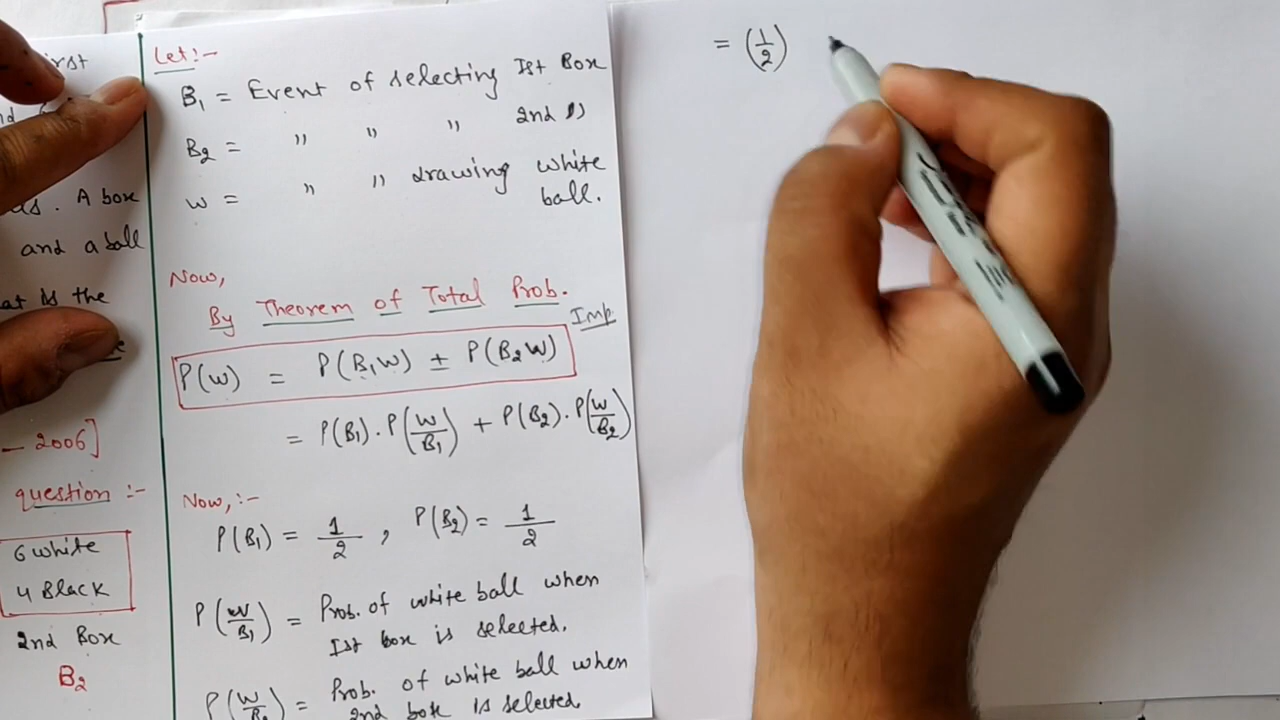 A box
and a ball
at is the
2006]
question :-
6 white
4 Black
2nd Box
B2
Let:-
B1 = Event of selecting Ist Box
B2 = " " " 2nd "
W = " " drawing white
ball.
Now,
By Theorem of Total Prob.
Imp
P(W) = P(B1W) ± P(B2W)
= P(B1).P(W/B1) + P(B2).P(W/B2)
Now,:-
P(B1) = 1/2 , P(B2) = 1/2
P(W/B1) = Prob. of white ball when
Ist box is selected.
P(W/B2) = Prob. of white ball when
2nd box is selected.
= (1/2)